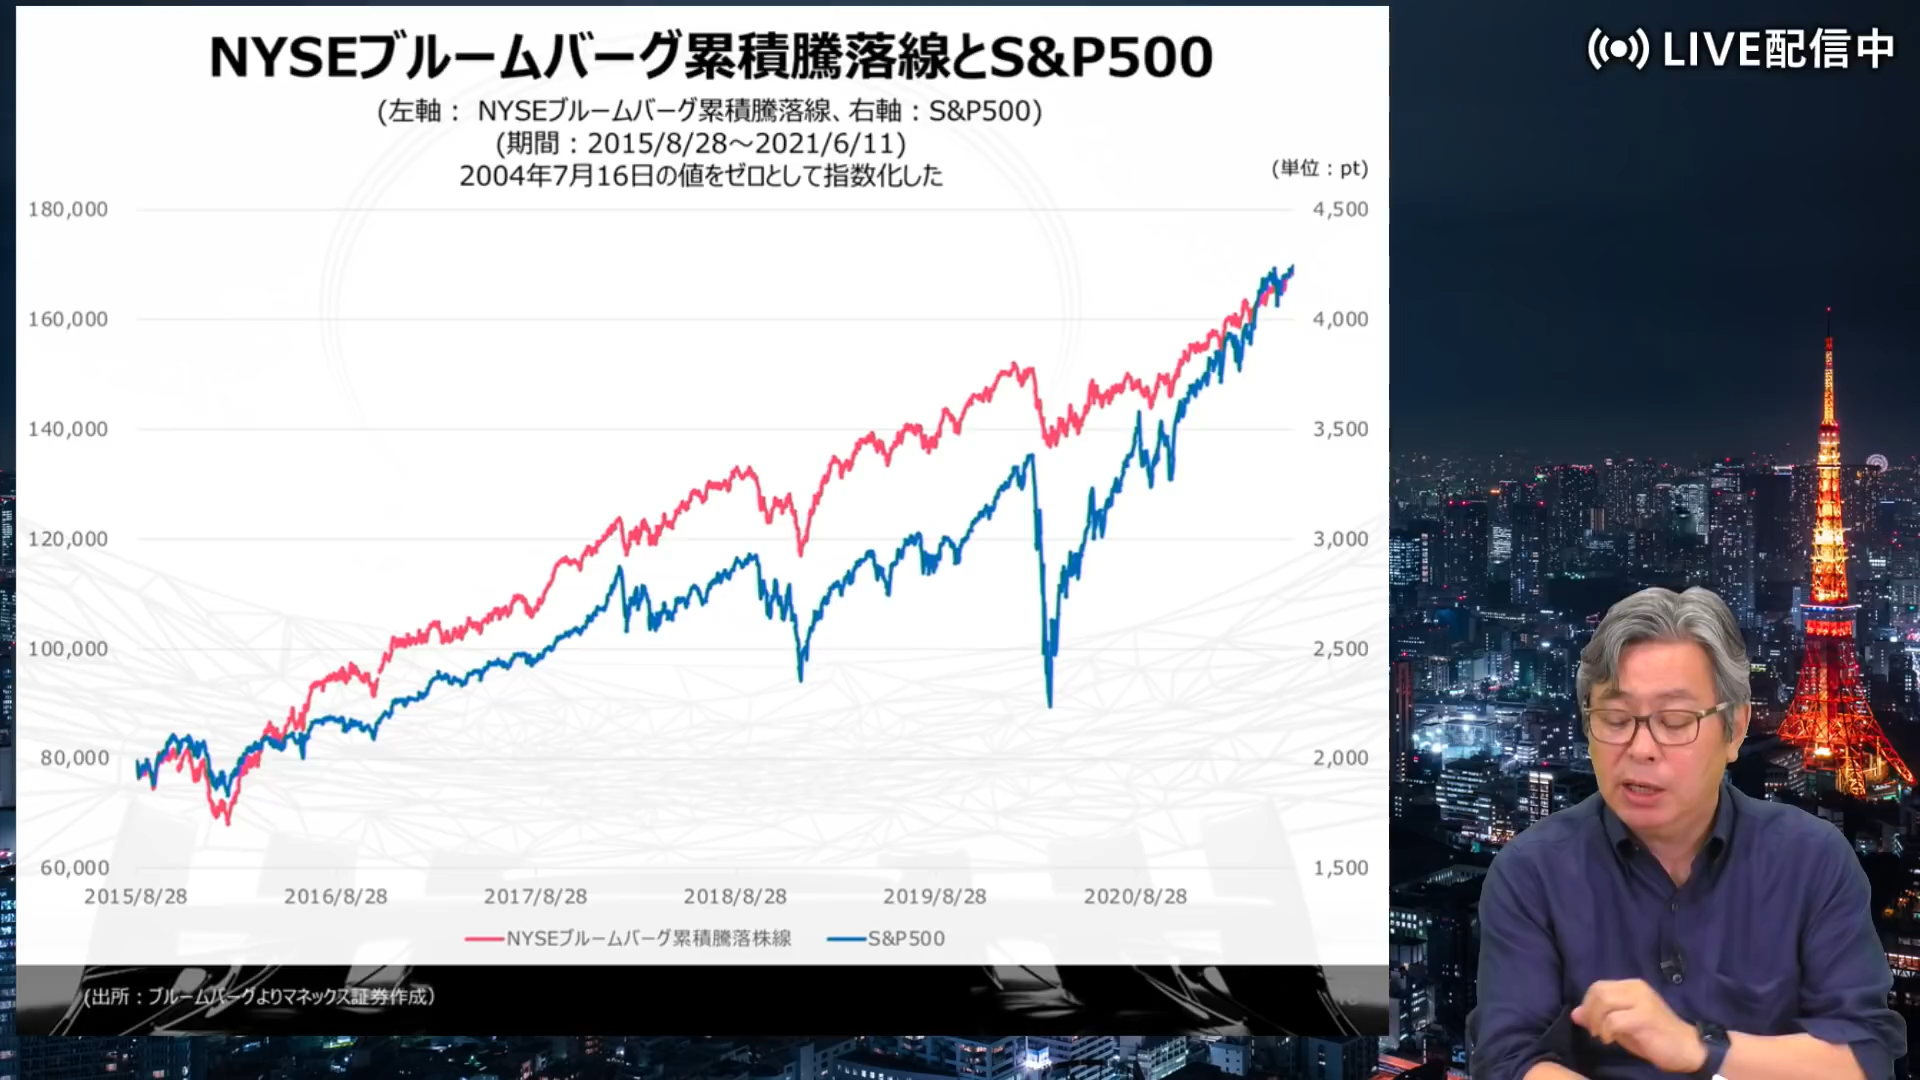 NYSEブルームバーグ累積騰落線とS&P500
(左軸： NYSEブルームバーグ累積騰落線、右軸：S&P500)
(期間：2015/8/28～2021/6/11)
2004年7月16日の値をゼロとして指数化した
(単位：pt)
LIVE配信中
180,000
4,500
160,000
4,000
140,000
3,500
120,000
3,000
100,000
2,500
80,000
2,000
60,000
1,500
2015/8/28
2016/8/28
2017/8/28
2018/8/28
2019/8/28
2020/8/28
NYSEブルームバーグ累積騰落株線
S&P500
(出所：ブルームバーグよりマネックス証券作成)